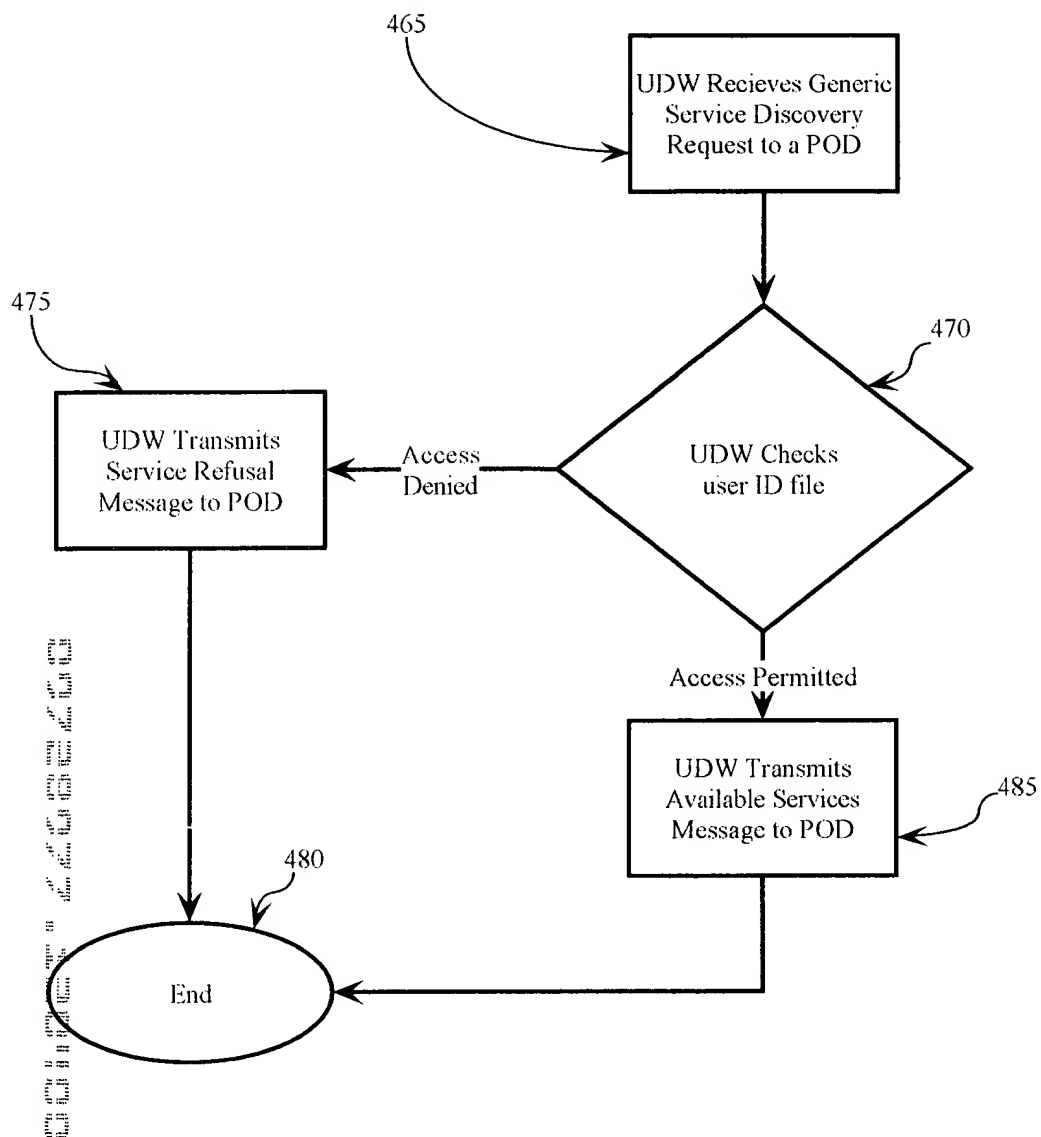 465
UDW Recieves Generic
Service Discovery
Request to a POD
475
470
UDW Transmits
Service Refusal
Message to POD
Access
Denied
UDW Checks
user ID file
Access Permitted
UDW Transmits
Available Services
Message to POD
485
480
End